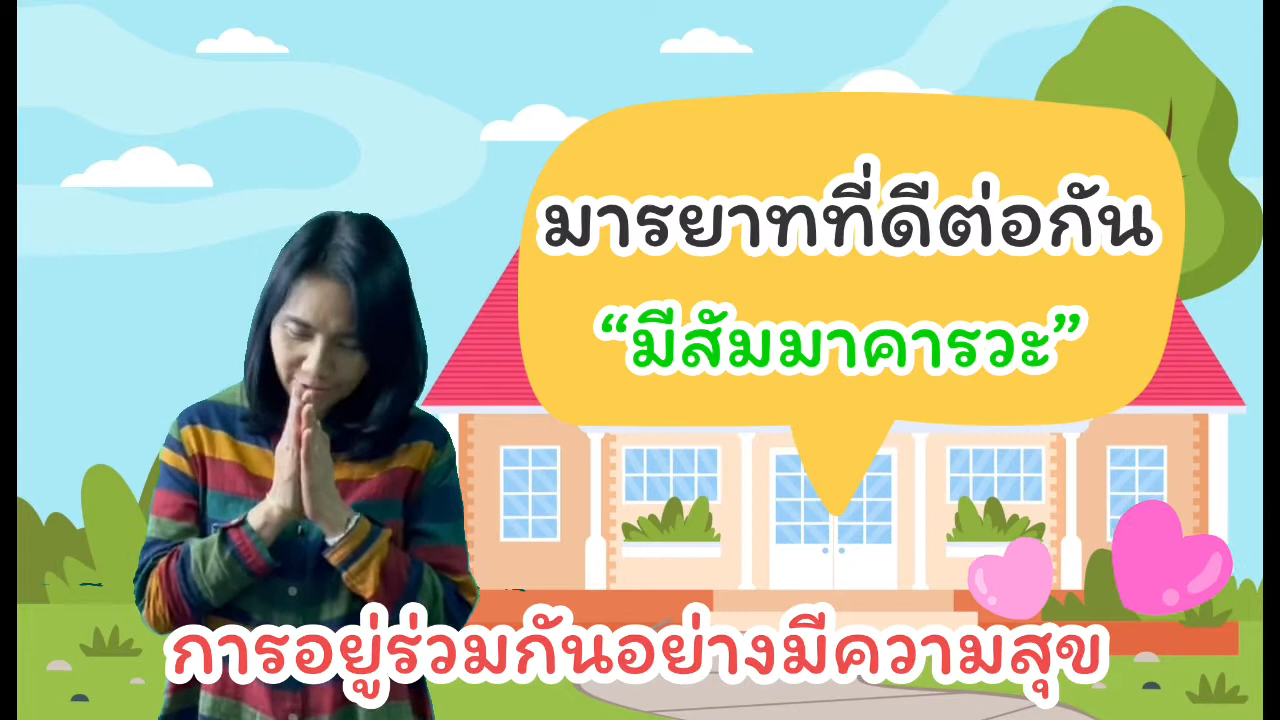 มารยาทที่ดีต่อกัน
“มีสัมมาคารวะ”
การอยู่ร่วมกันอย่างมีความสุข